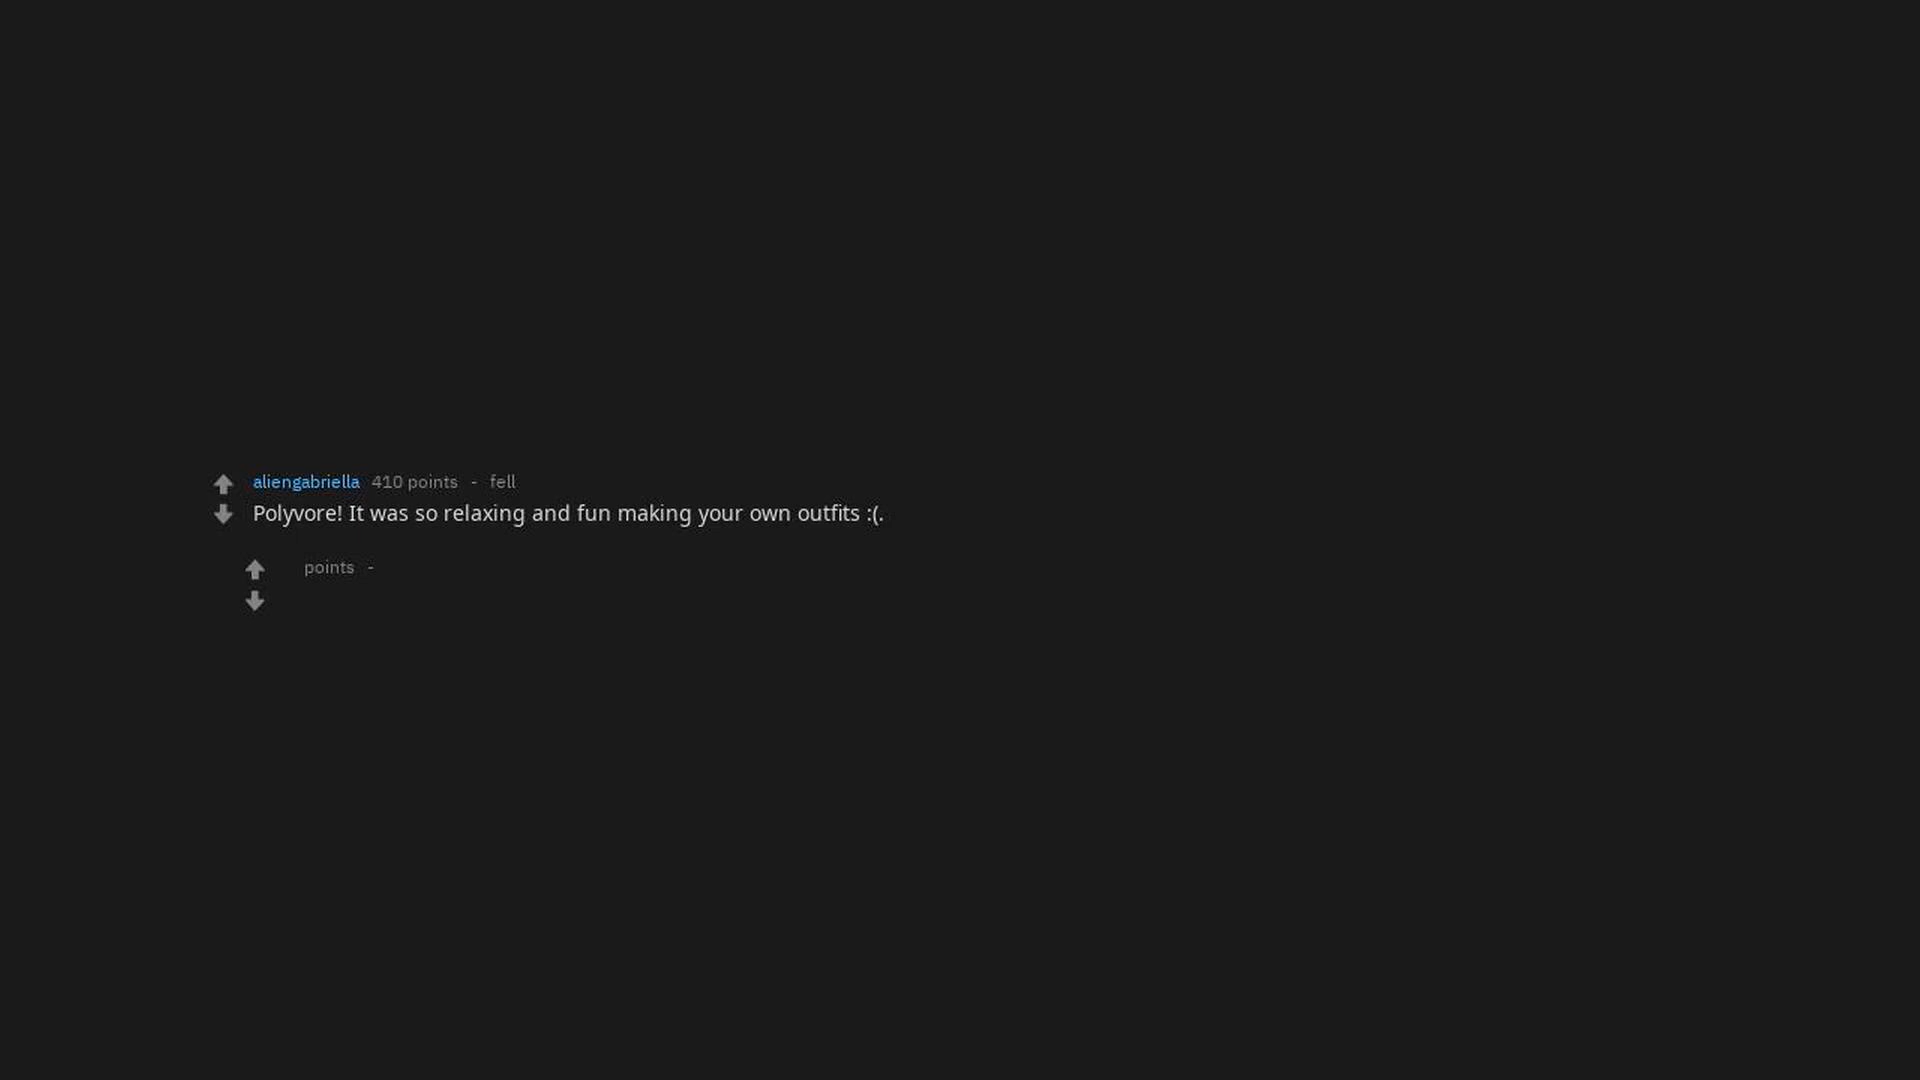 aliengabriella 410 points - fell
Polyvore! It was so relaxing and fun making your own outfits :(.
points -